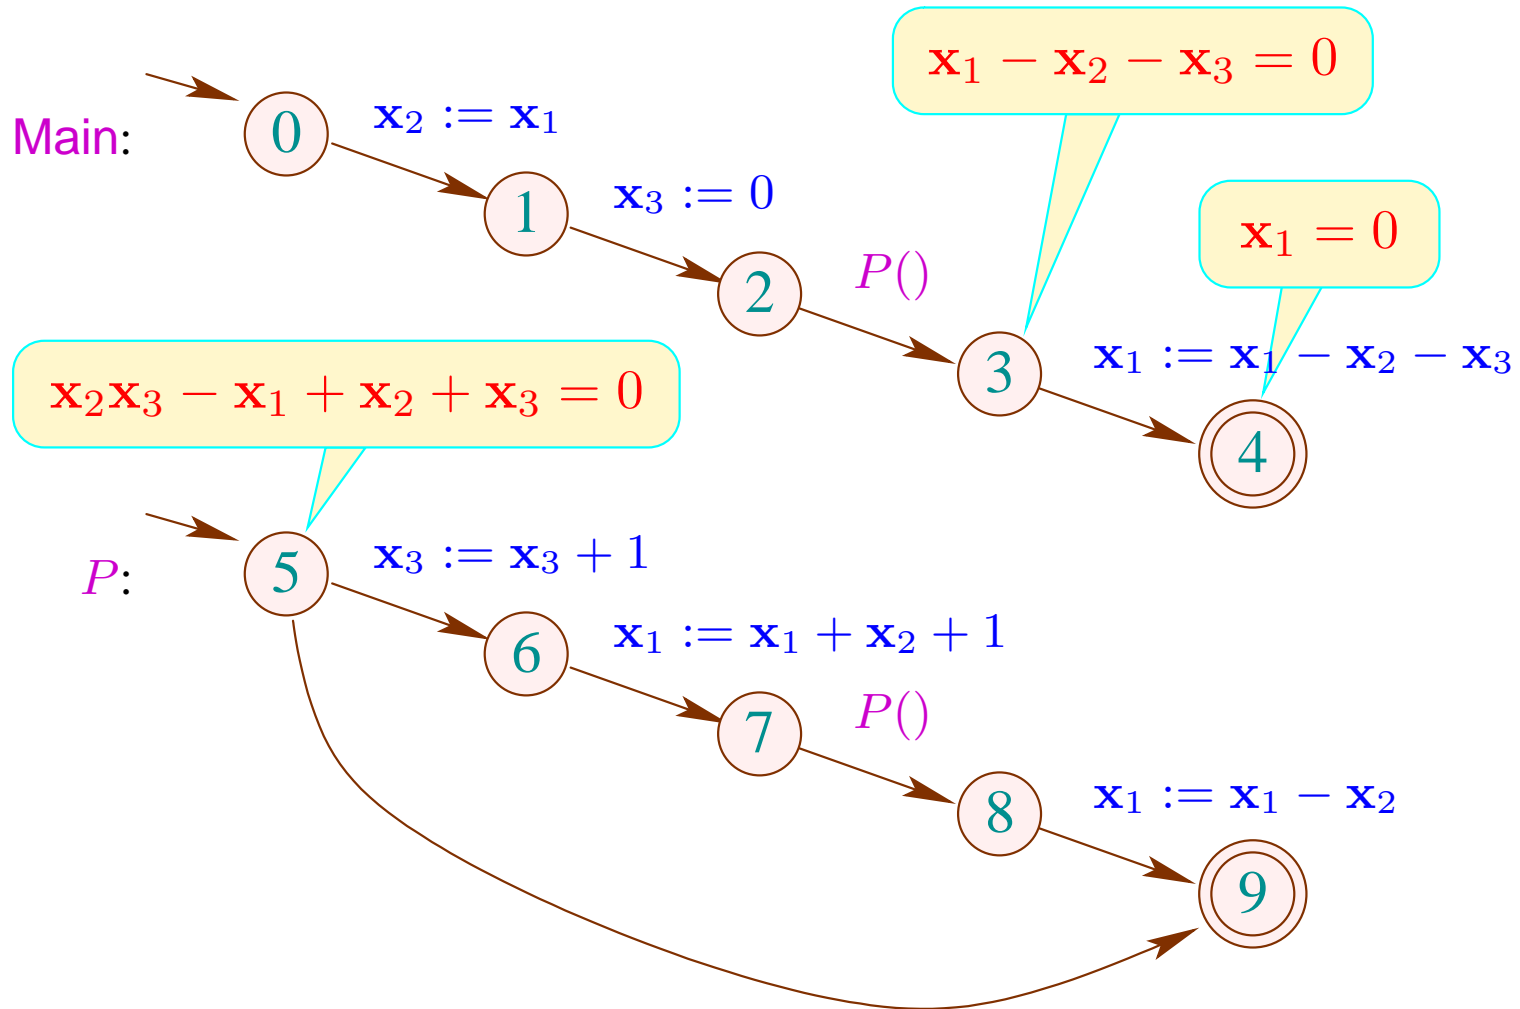 x₁ − x₂ − x₃ = 0
Main:
0
x₂ := x₁
1
x₃ := 0
x₁ = 0
2
P()
3
x₁ := x₁ − x₂ − x₃
4
x₂x₃ − x₁ + x₂ + x₃ = 0
P:
5
x₃ := x₃ + 1
6
x₁ := x₁ + x₂ + 1
7
P()
8
x₁ := x₁ − x₂
9